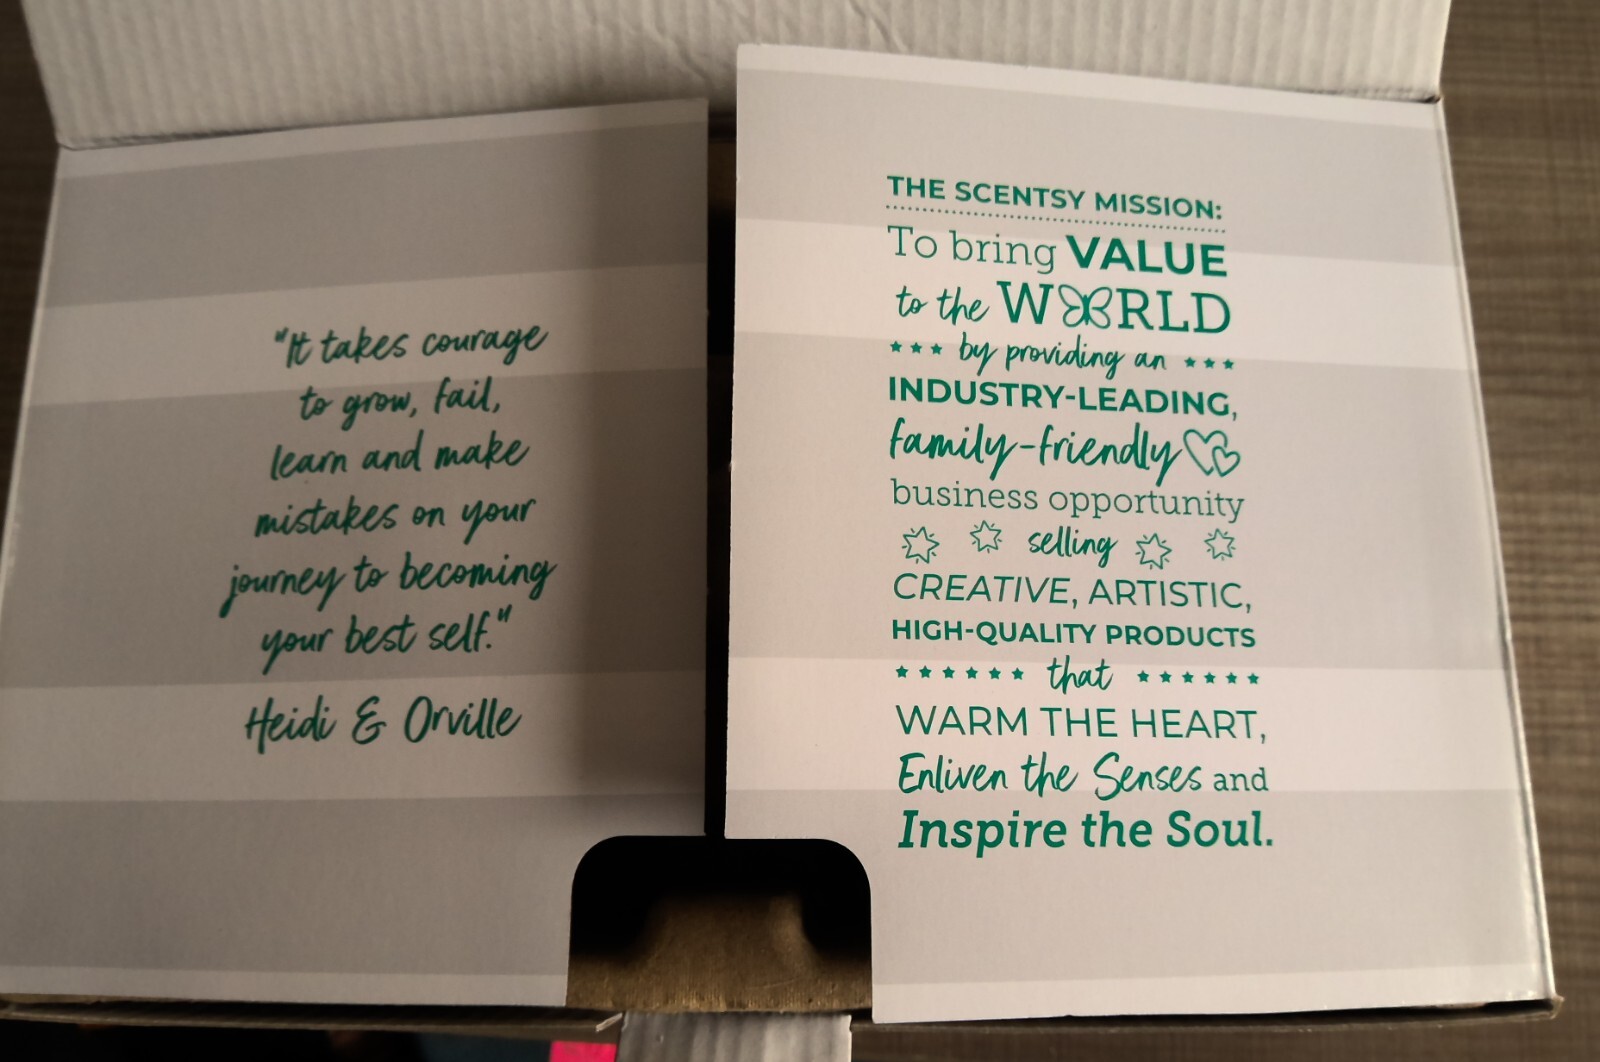 "It takes courage
to grow, fail,
learn and make
mistakes on your
journey to becoming
your best self."
Heidi & Orville
THE SCENTSY MISSION:
To bring VALUE
to the WORLD
by providing an
INDUSTRY-LEADING,
family-friendly
business opportunity
selling
CREATIVE, ARTISTIC,
HIGH-QUALITY PRODUCTS
that
WARM THE HEART,
Enliven the Senses and
Inspire the Soul.